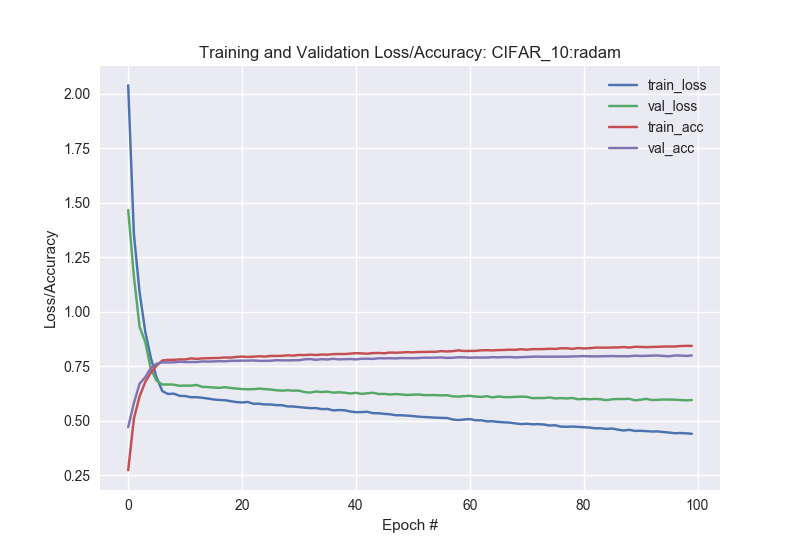 Training and Validation Loss/Accuracy: CIFAR_10:radam
train_loss
val_loss
train_acc
val_acc
2.00
1.75
1.50
1.25
1.00
0.75
0.50
0.25
Loss/Accuracy
0 20 40 60 80 100
Epoch #